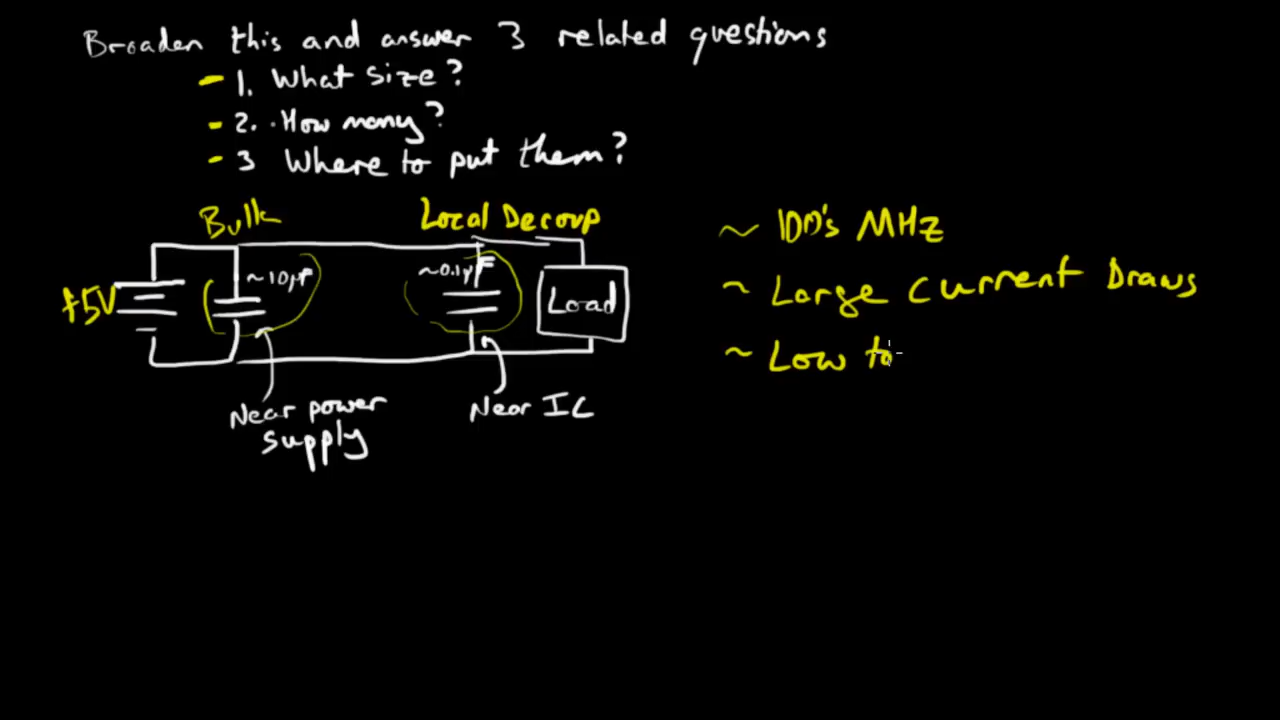 Broaden this and answer 3 related questions
- 1. What size?
- 2. How many?
- 3 Where to put them?
Bulk
Local Decoup
~ 100's MHz
~10µF
~0.1µF
+5V
Load
~ Large Current Draws
~ Low to
Near power supply
Near IC